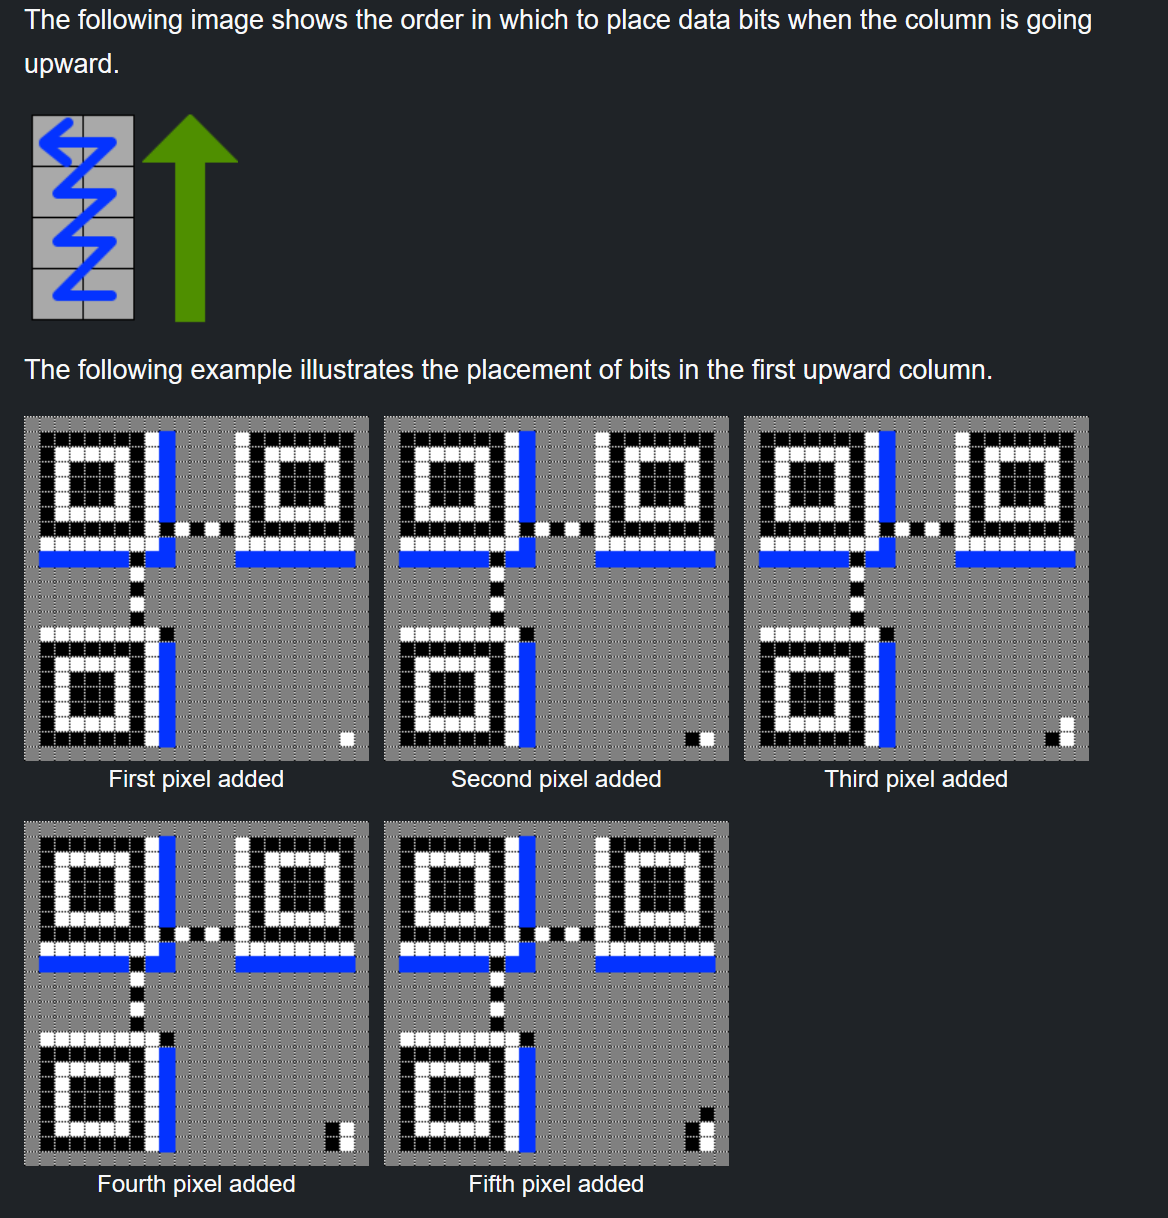 The following image shows the order in which to place data bits when the column is going
upward.
The following example illustrates the placement of bits in the first upward column.
First pixel added
Second pixel added
Third pixel added
Fourth pixel added
Fifth pixel added